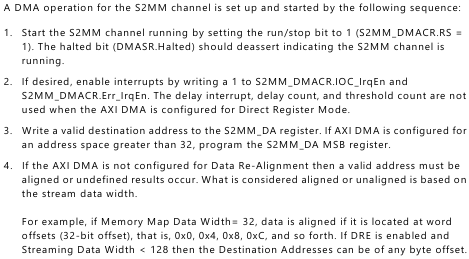 A DMA operation for the S2MM channel is set up and started by the following sequence:
1. Start the S2MM channel running by setting the run/stop bit to 1 (S2MM_DMACR.RS =
1). The halted bit (DMASR.Halted) should deassert indicating the S2MM channel is
running.
2. If desired, enable interrupts by writing a 1 to S2MM_DMACR.IOC_IrqEn and
S2MM_DMACR.Err_IrqEn. The delay interrupt, delay count, and threshold count are not
used when the AXI DMA is configured for Direct Register Mode.
3. Write a valid destination address to the S2MM_DA register. If AXI DMA is configured for
an address space greater than 32, program the S2MM_DA MSB register.
4. If the AXI DMA is not configured for Data Re-Alignment then a valid address must be
aligned or undefined results occur. What is considered aligned or unaligned is based on
the stream data width.
For example, if Memory Map Data Width= 32, data is aligned if it is located at word
offsets (32-bit offset), that is, 0x0, 0x4, 0x8, 0xC, and so forth. If DRE is enabled and
Streaming Data Width < 128 then the Destination Addresses can be of any byte offset.